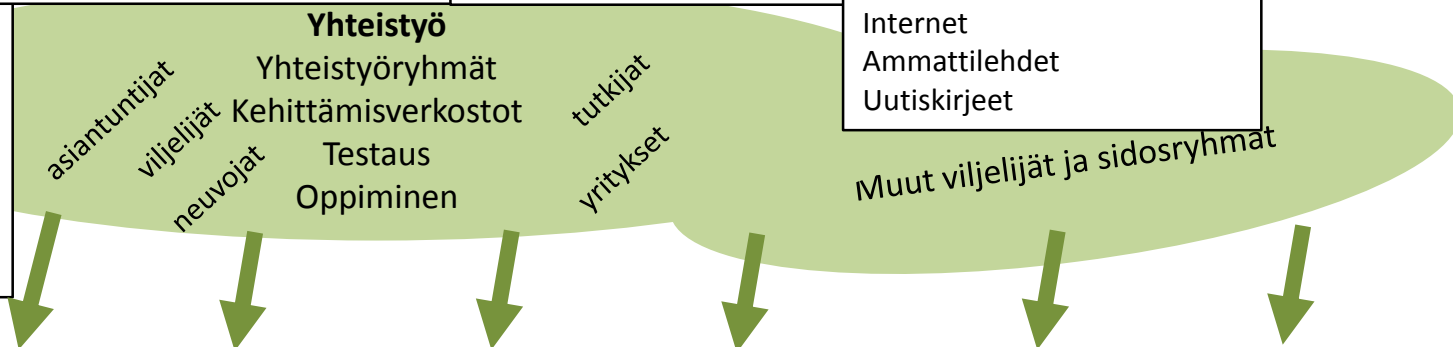 Yhteistyö
Yhteistyöryhmät
Kehittämisverkostot
Testaus
Oppiminen
asiantuntijat
viljelijät
neuvojat
tutkijat
yritykset
Internet
Ammattilehdet
Uutiskirjeet
Muut viljelijät ja sidosryhmät